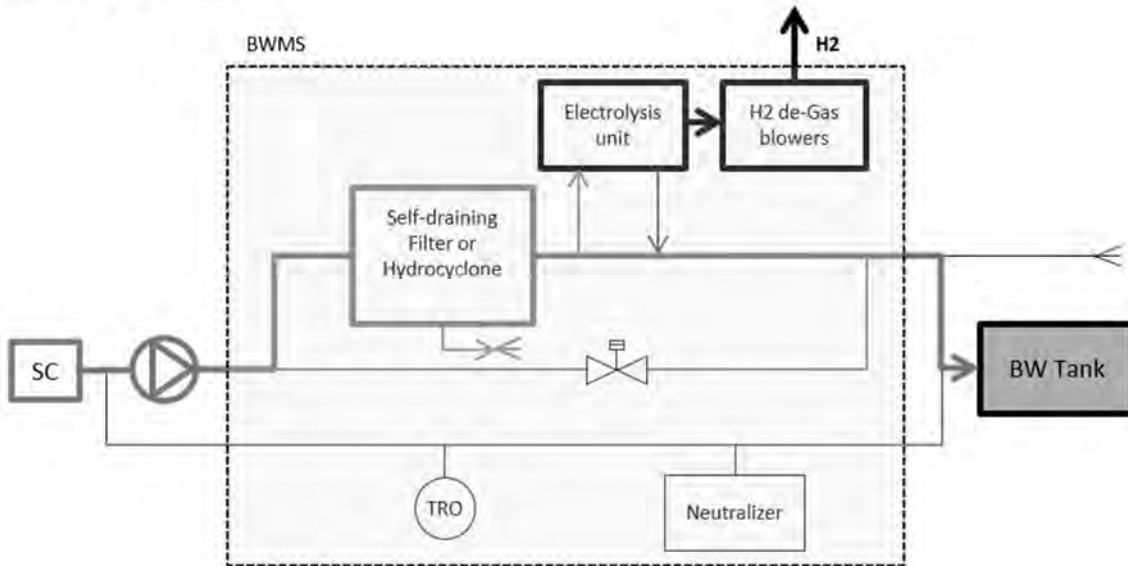 H2
BWMS
Electrolysis
unit
H2 de-Gas
blowers
Self-draining
Filter or
Hydrocyclone
SC
BW Tank
TRO
Neutralizer